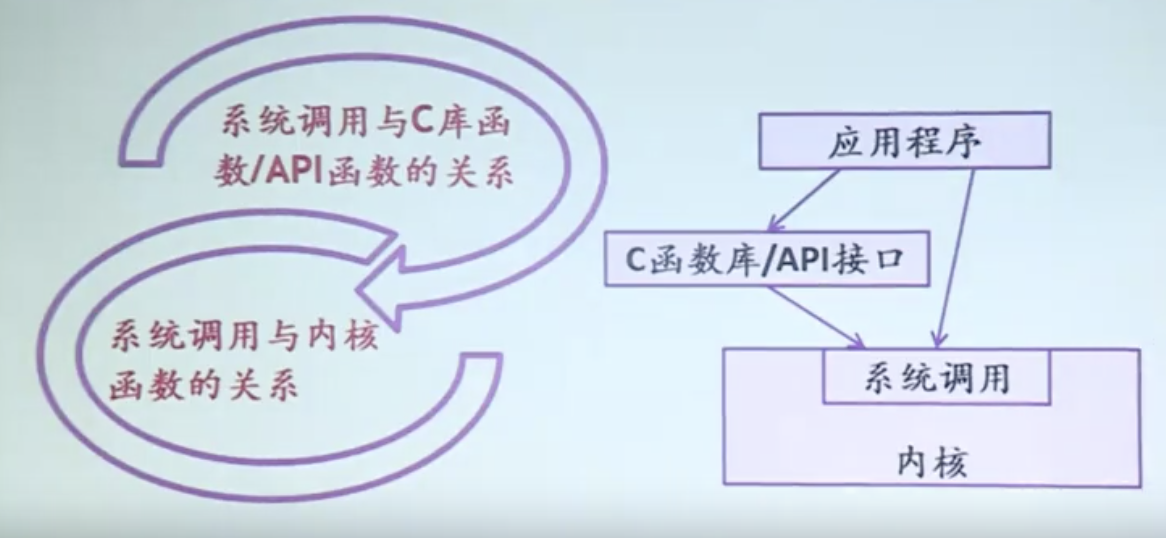 系统调用与C库函
数/API函数的关系
系统调用与内核
函数的关系
应用程序
C函数库/API接口
系统调用
内核